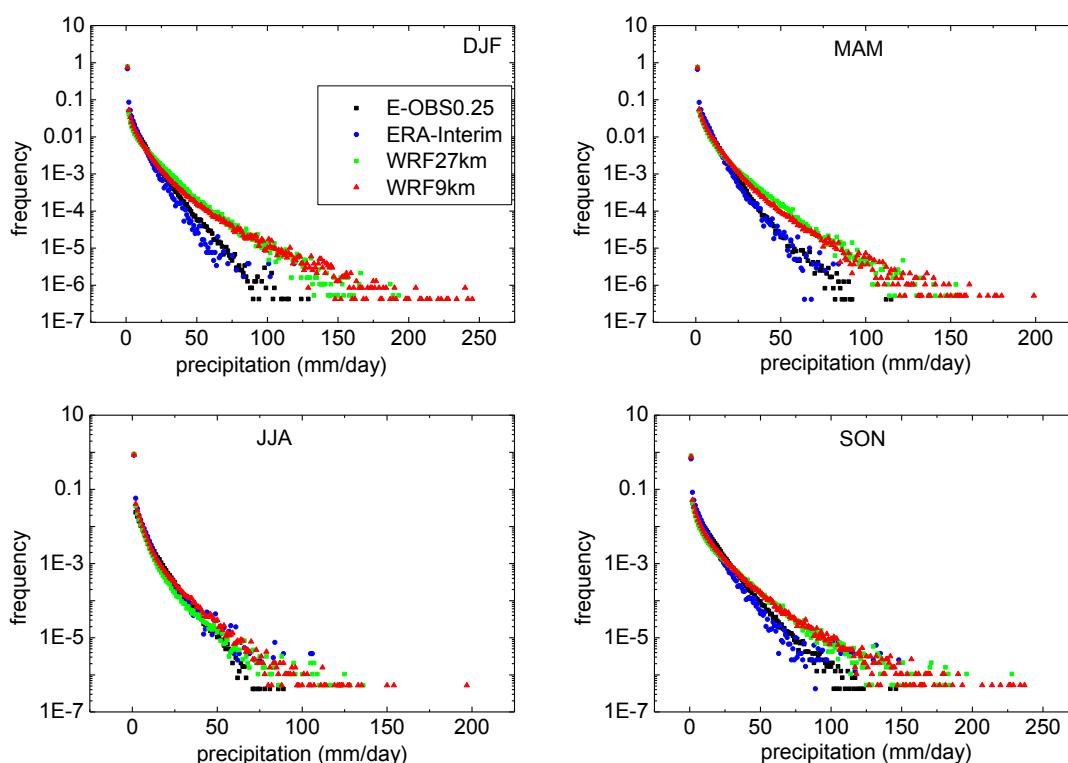 DJF
10
1
0.1
0.01
1E-3
1E-4
1E-5
1E-6
1E-7
frequency
E-OBS0.25
ERA-Interim
WRF27km
WRF9km
0 50 100 150 200 250
precipitation (mm/day)
MAM
10
1
0.1
0.01
1E-3
1E-4
1E-5
1E-6
1E-7
frequency
0 50 100 150 200
precipitation (mm/day)
JJA
10
0.1
1E-3
1E-5
1E-7
frequency
0 50 100 150 200
precipitation (mm/day)
SON
10
0.1
1E-3
1E-5
1E-7
frequency
0 50 100 150 200 250
precipitation (mm/day)